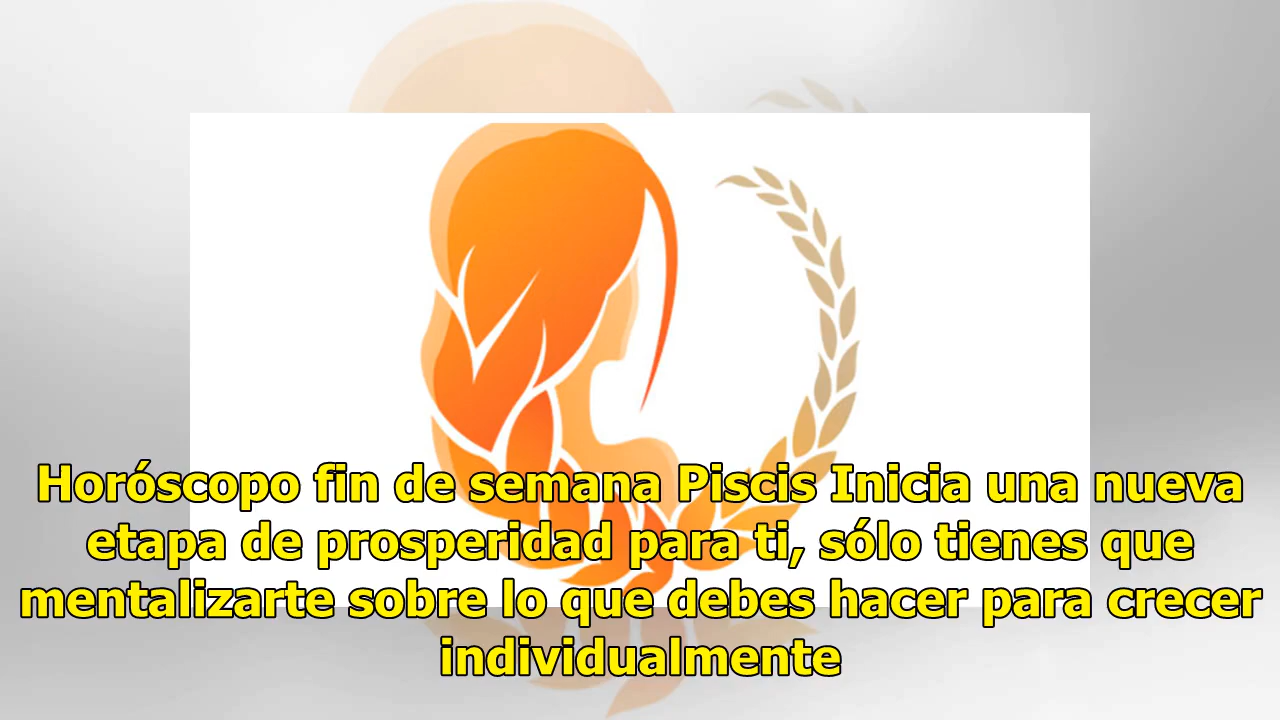 Horóscopo fin de semana Piscis Inicia una nueva
etapa de prosperidad para ti, sólo tienes que
mentalizarte sobre lo que debes hacer para crecer
individualmente